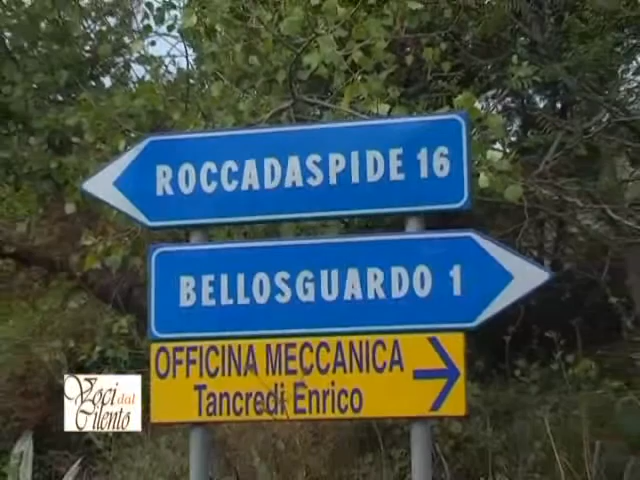 ROCCADASPIDE 16
BELLOSGUARDO 1
OFFICINA MECCANICA
Tancredi Enrico
Voci dal
Cilento